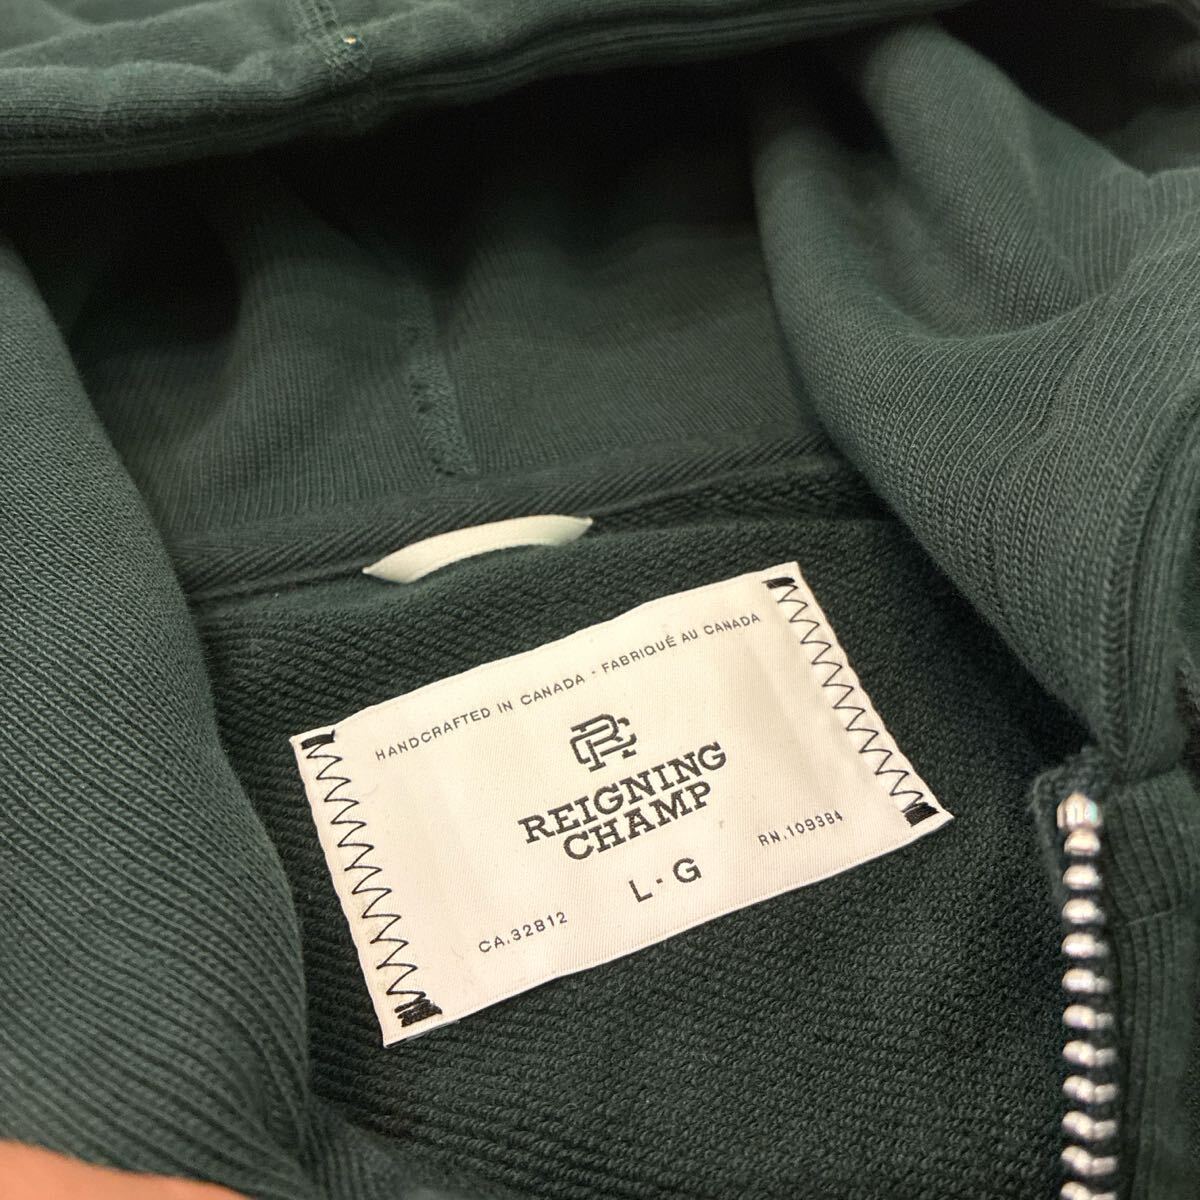 HANDCRAFTED IN CANADA - FABRIQUÉ AU CANADA
RC
REIGNING
CHAMP
L - G
CA.32812 RN.109384